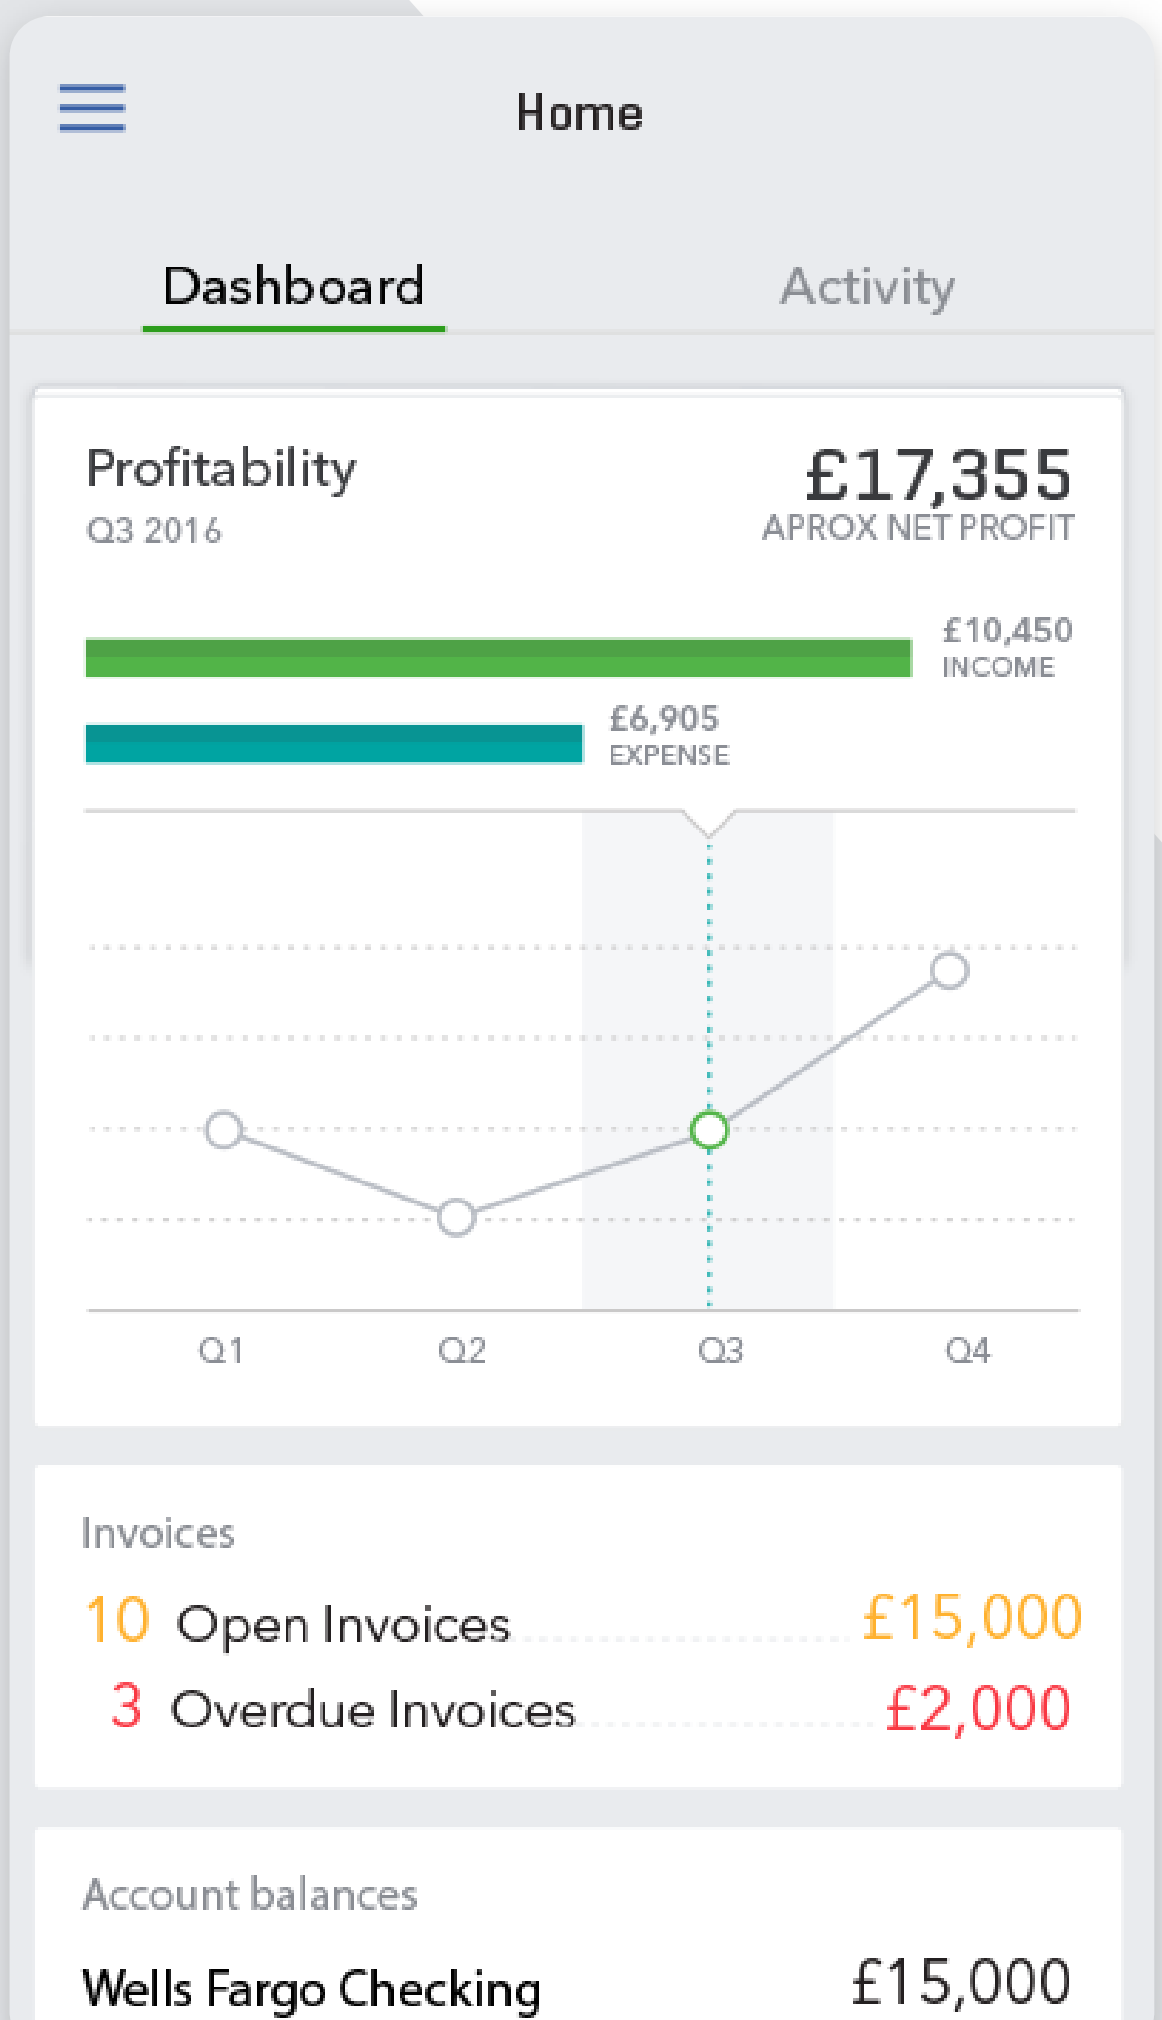 Home
Dashboard
Activity
Profitability
£17,355
Q3 2016
APROX NET PROFIT
£10,450
INCOME
£6,905
EXPENSE
Q1 Q2 Q3 Q4
Invoices
10 Open Invoices £15,000
3 Overdue Invoices £2,000
Account balances
Wells Fargo Checking £15,000